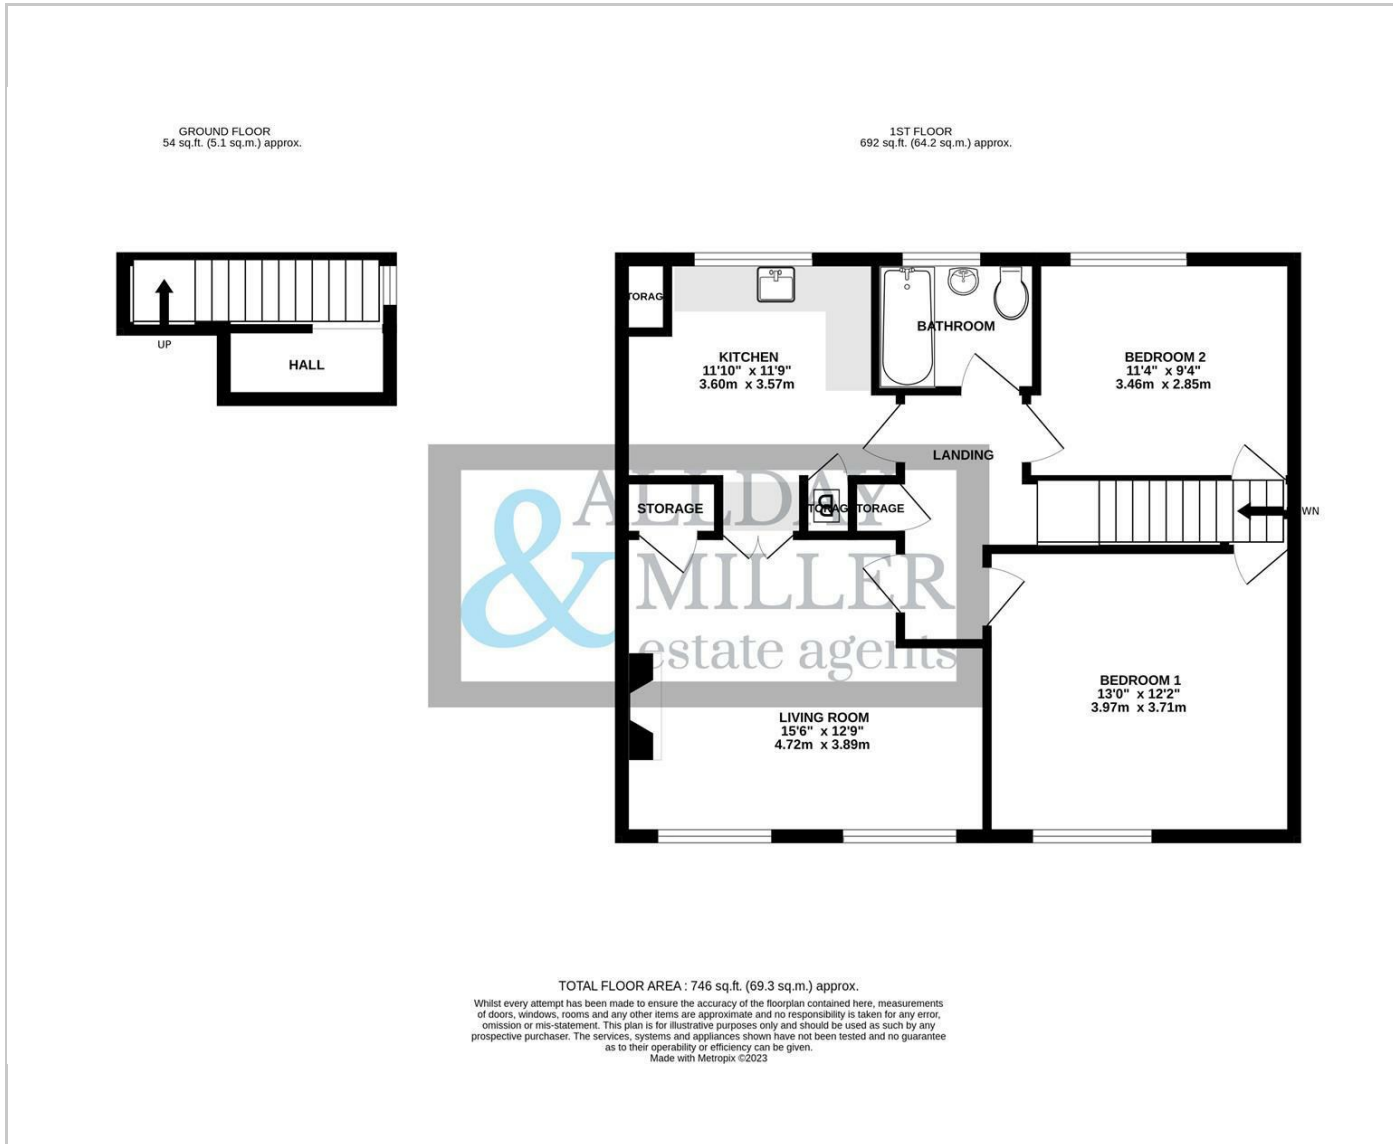 GROUND FLOOR
54 sq.ft. (5.1 sq.m.) approx.
1ST FLOOR
692 sq.ft. (64.2 sq.m.) approx.
UP
HALL
TORAG
KITCHEN
11'10" x 11'9"
3.60m x 3.57m
BATHROOM
BEDROOM 2
11'4" x 9'4"
3.46m x 2.85m
LANDING
STORAGE
B
TORAG
TORAGE
WN
ALLDAY
& MILLER
estate agents
LIVING ROOM
15'6" x 12'9"
4.72m x 3.89m
BEDROOM 1
13'0" x 12'2"
3.97m x 3.71m
TOTAL FLOOR AREA : 746 sq.ft. (69.3 sq.m.) approx.
Whilst every attempt has been made to ensure the accuracy of the floorplan contained here, measurements
of doors, windows, rooms and any other items are approximate and no responsibility is taken for any error,
omission or mis-statement. This plan is for illustrative purposes only and should be used as such by any
prospective purchaser. The services, systems and appliances shown have not been tested and no guarantee
as to their operability or efficiency can be given.
Made with Metropix ©2023